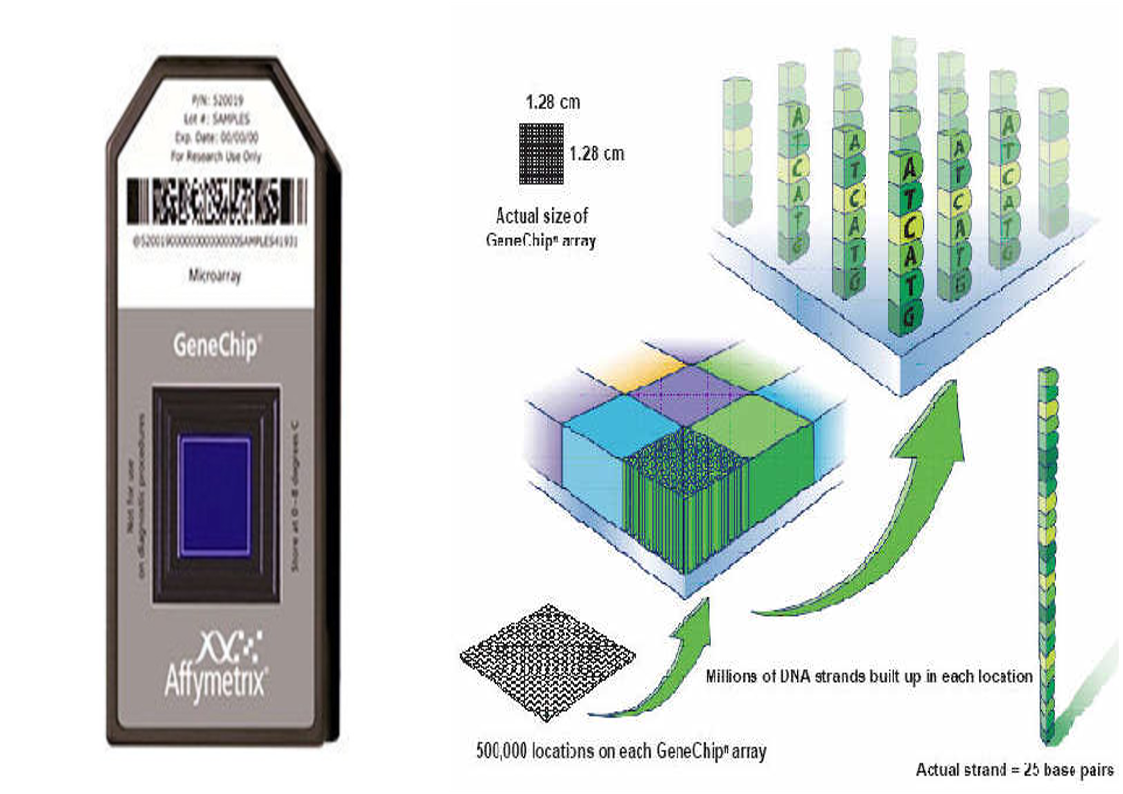 P/N: 520019
Lot #: SAMPLES
Exp. Date: 00/00/00
For Research Use Only
Microarray
GeneChip®
Not for use
on diagnostic procedures
Store at 0-8 degrees C
Affymetrix®
1.28 cm
1.28 cm
Actual size of
GeneChip® array
A
T
C
A
T
G
A
T
C
A
T
G
A
T
C
A
T
G
A
T
C
A
T
G
A
T
C
A
T
G
Millions of DNA strands built up in each location
500,000 locations on each GeneChip® array
Actual strand = 25 base pairs